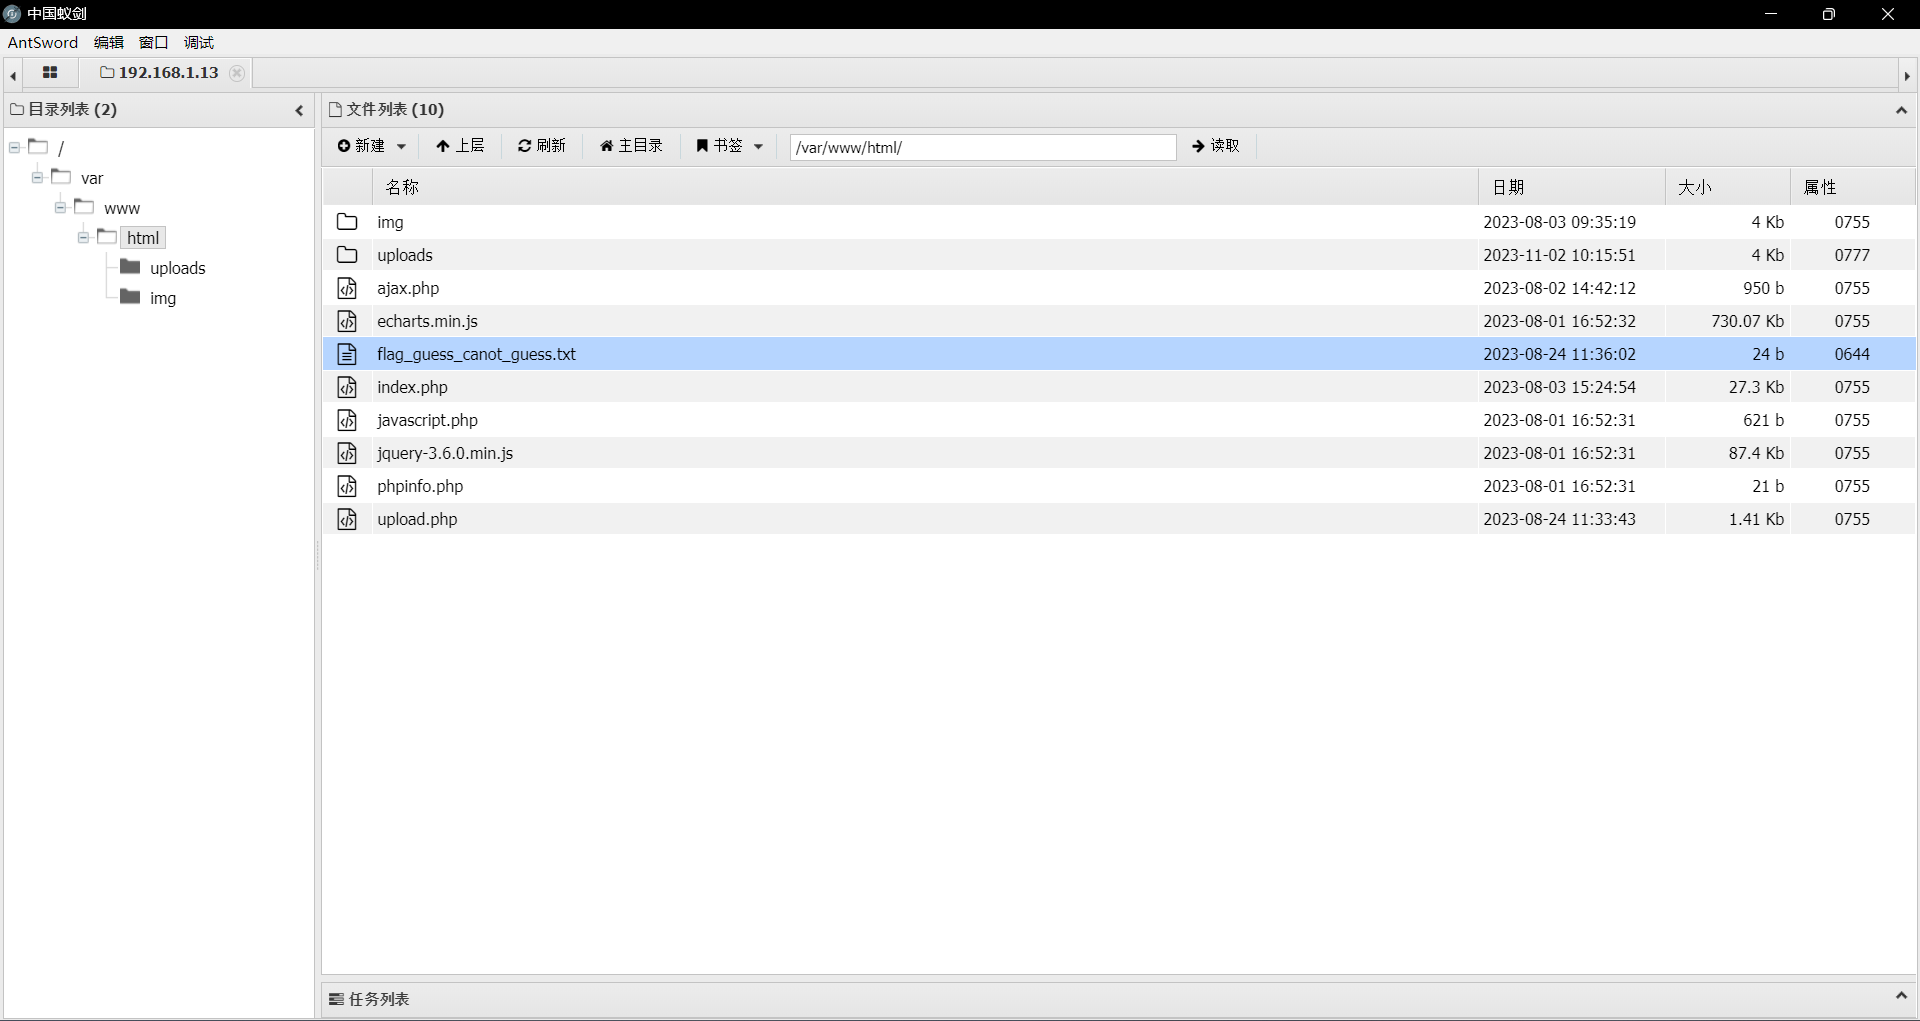 中国蚁剑
AntSword 编辑 窗口 调试
192.168.1.13
目录列表 (2)
/
var
www
html
uploads
img
文件列表 (10)
新建 上层 刷新 主目录 书签 /var/www/html/ 读取
名称 日期 大小 属性
img 2023-08-03 09:35:19 4 Kb 0755
uploads 2023-11-02 10:15:51 4 Kb 0777
ajax.php 2023-08-02 14:42:12 950 b 0755
echarts.min.js 2023-08-01 16:52:32 730.07 Kb 0755
flag_guess_canot_guess.txt 2023-08-24 11:36:02 24 b 0644
index.php 2023-08-03 15:24:54 27.3 Kb 0755
javascript.php 2023-08-01 16:52:31 621 b 0755
jquery-3.6.0.min.js 2023-08-01 16:52:31 87.4 Kb 0755
phpinfo.php 2023-08-01 16:52:31 21 b 0755
upload.php 2023-08-24 11:33:43 1.41 Kb 0755
任务列表